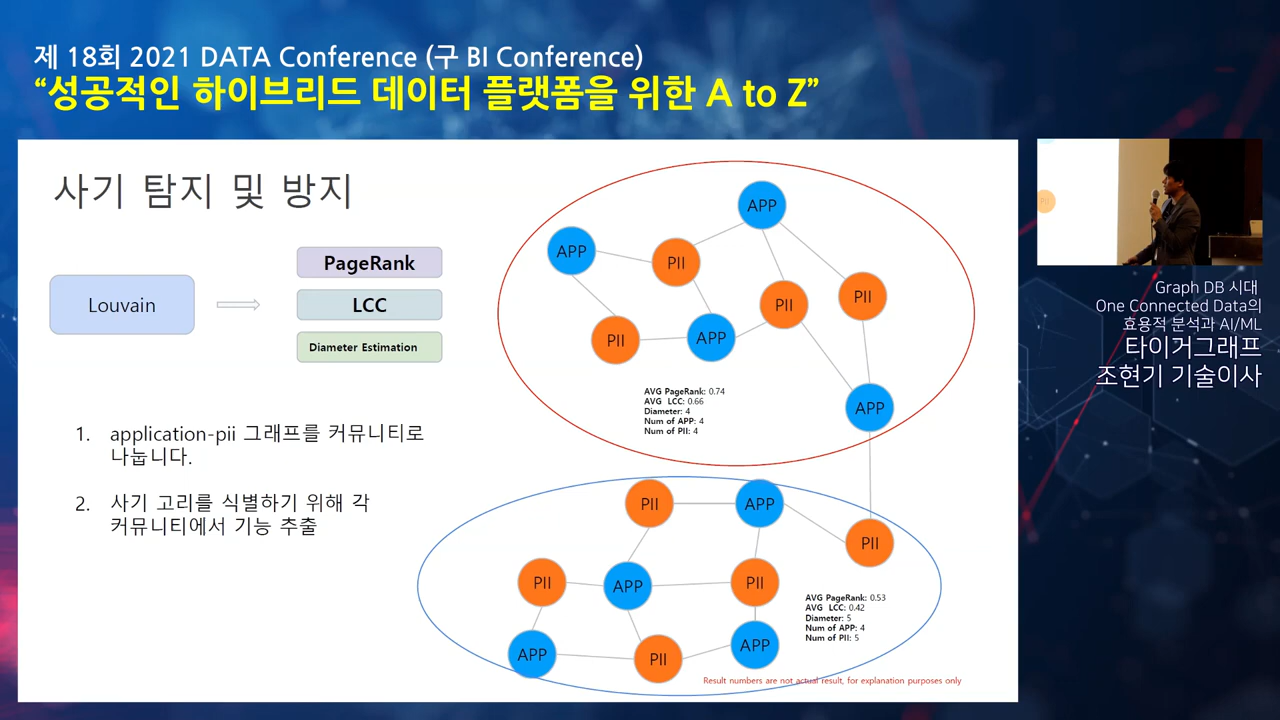 제 18회 2021 DATA Conference (구 BI Conference)
“성공적인 하이브리드 데이터 플랫폼을 위한 A to Z”
사기 탐지 및 방지
Louvain
PageRank
LCC
Diameter Estimation
1. application-pii 그래프를 커뮤니티로
나눕니다.
2. 사기 고리를 식별하기 위해 각
커뮤니티에서 기능 추출
APP
APP
PII
PII
PII
PII
APP
APP
AVG PageRank: 0.74
AVG LCC: 0.66
Diameter: 4
Num of APP: 4
Num of PII: 4
PII
APP
PII
PII
APP
PII
APP
PII
APP
AVG PageRank: 0.53
AVG LCC: 0.42
Diameter: 5
Num of APP: 4
Num of PII: 5
Result numbers are not actual result, for explanation purposes only
Graph DB 시대
One Connected Data의
효용적 분석과 AI/ML
타이거그래프
조현기 기술이사